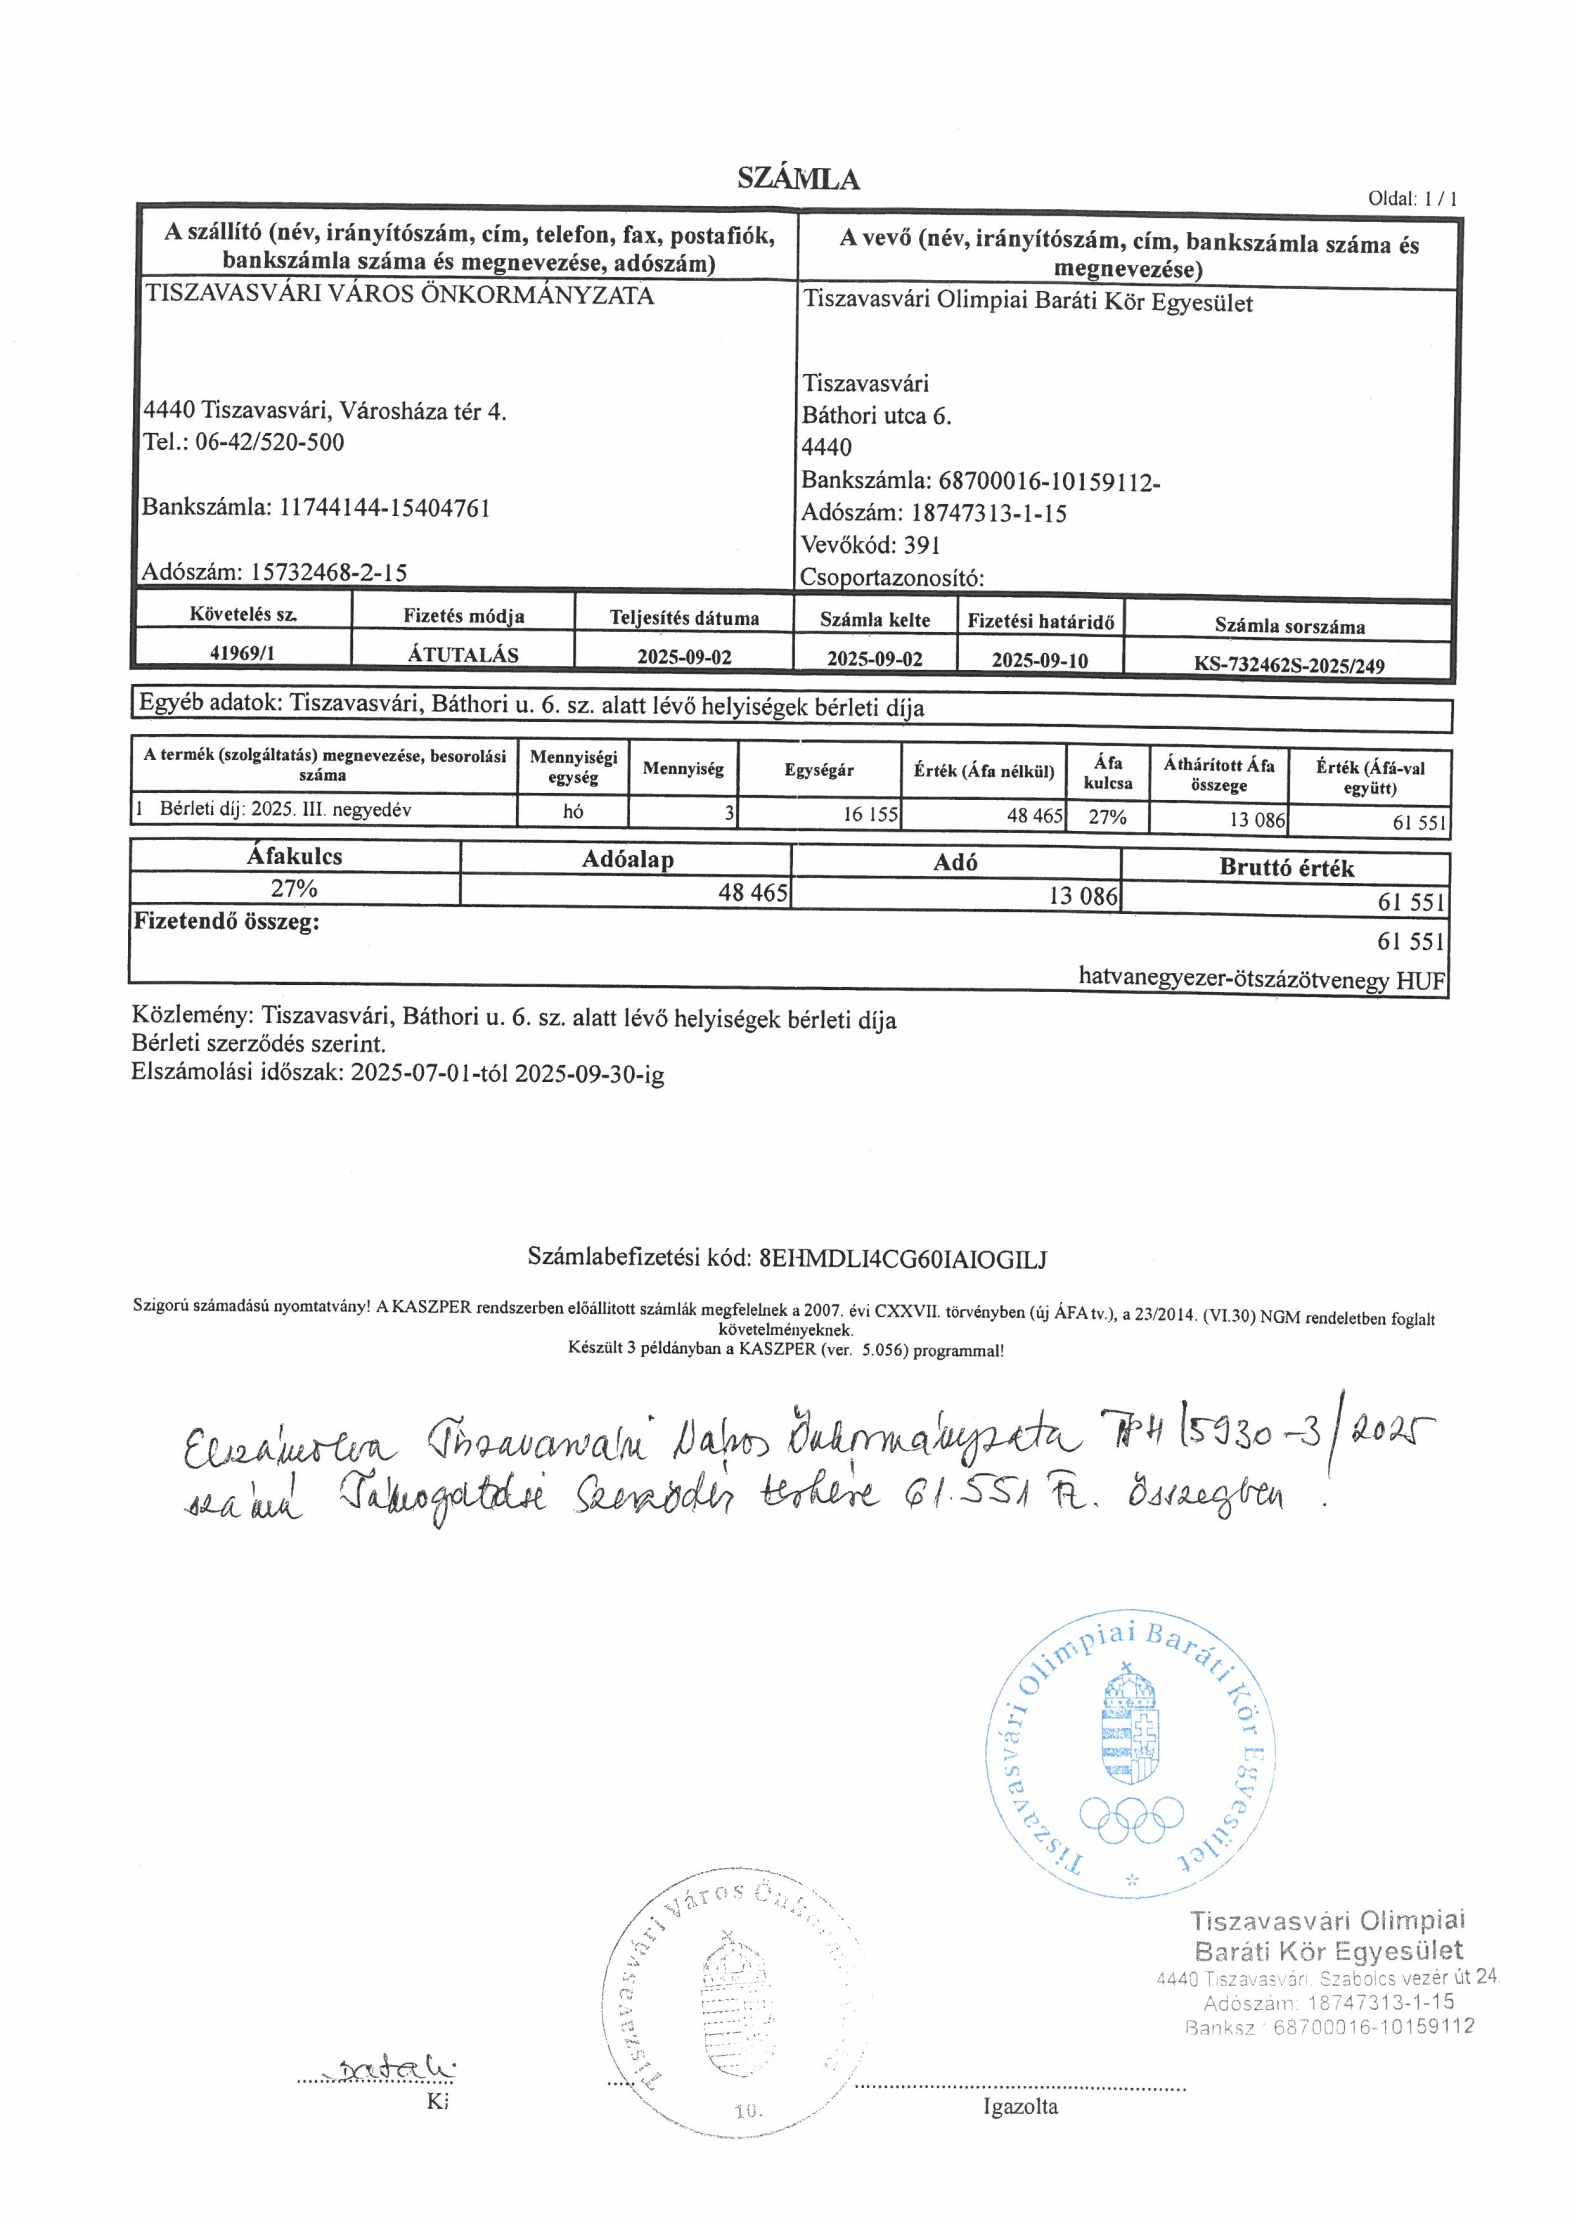 SZÁMLA
Oldal: 1 / 1
A szállító (név, irányítószám, cím, telefon, fax, postafiók,
bankszámla száma és megnevezése, adószám)
A vevő (név, irányítószám, cím, bankszámla száma és
megnevezése)
TISZAVASVÁRI VÁROS ÖNKORMÁNYZATA
4440 Tiszavasvári, Városháza tér 4.
Tel.: 06-42/520-500
Bankszámla: 11744144-15404761
Adószám: 15732468-2-15
Tiszavasvári Olimpiai Baráti Kör Egyesület
Tiszavasvári
Báthori utca 6.
4440
Bankszámla: 68700016-10159112-
Adószám: 18747313-1-15
Vevőkód: 391
Csoportazonosító:
Követelés sz. Fizetés módja Teljesítés dátuma Számla kelte Fizetési határidő Számla sorszáma
41969/1 ÁTUTALÁS 2025-09-02 2025-09-02 2025-09-10 KS-732462S-2025/249
Egyéb adatok: Tiszavasvári, Báthori u. 6. sz. alatt lévő helyiségek bérleti díja
A termék (szolgáltatás) megnevezése, besorolási
száma
Mennyiségi
egység
Mennyiség
Egységár
Érték (Áfa nélkül)
Áfa
kulcsa
Áthárított Áfa
összege
Érték (Áfá-val
együtt)
1 Bérleti díj: 2025. III. negyedév hó 3 16 155 48 465 27% 13 086 61 551
Áfakulcs Adóalap Adó Bruttó érték
27% 48 465 13 086 61 551
Fizetendő összeg:
61 551
hatvanegyezer-ötszázötvenegy HUF
Közlemény: Tiszavasvári, Báthori u. 6. sz. alatt lévő helyiségek bérleti díja
Bérleti szerződés szerint.
Elszámolási időszak: 2025-07-01-tól 2025-09-30-ig
Számlabefizetési kód: 8EHMDLI4CG60IAIOGILJ
Szigorú számadású nyomtatvány! A KASZPER rendszerben előállított számlák megfelelnek a 2007. évi CXXVII. törvényben (új ÁFA tv.), a 23/2014. (VI.30) NGM rendeletben foglalt
követelményeknek.
Készült 3 példányban a KASZPER (ver. 5.056) programmal!
Elszámolva Tiszavasvári Város Önkormányzata TPH/5930-3/2025
számú Támogatási Szerződés terhére 61.551 Ft. összegben.
Tiszavasvári Olimpiai Baráti Kör Egyesület
*
Tiszavasvári Város
10.
Tiszavasvári Olimpiai
Baráti Kör Egyesület
4440 Tiszavasvári. Szabolcs vezér út 24.
Adószám: 18747313-1-15
Banksz.: 68700016-10159112
Ki
Igazolta